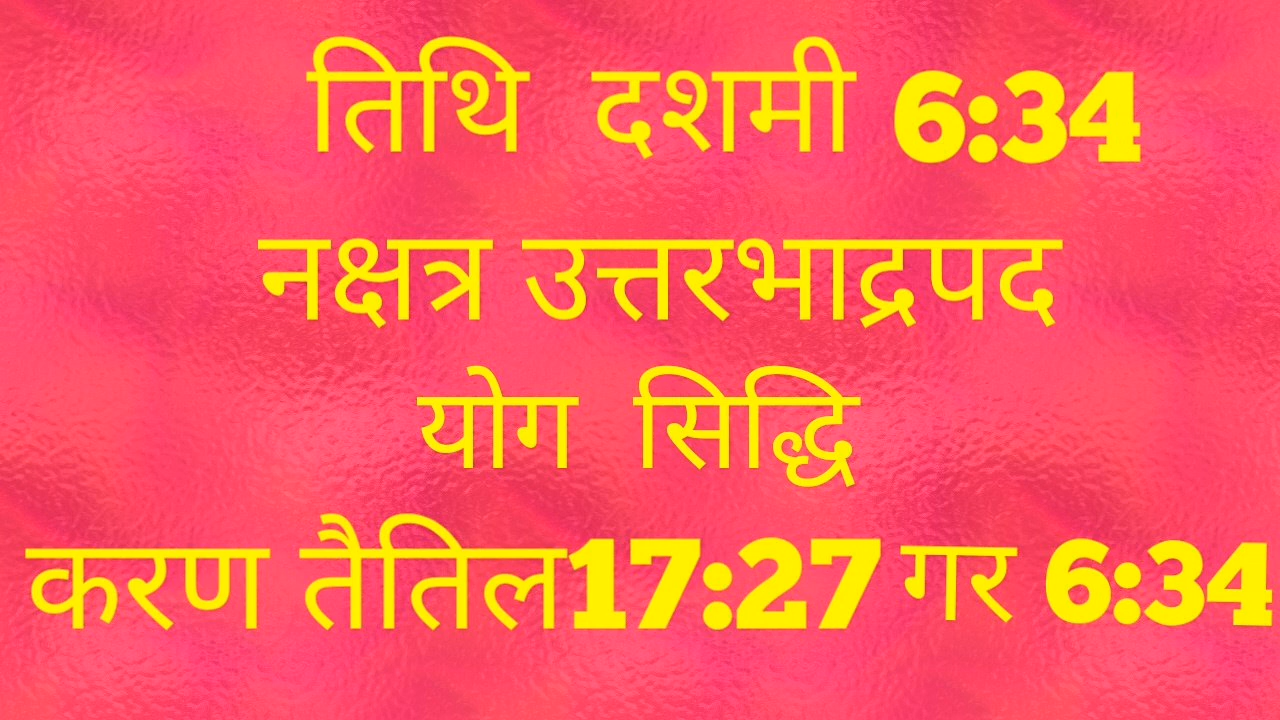 तिथि दशमी 6:34
नक्षत्र उत्तरभाद्रपद
योग सिद्धि
करण तैतिल17:27 गर 6:34